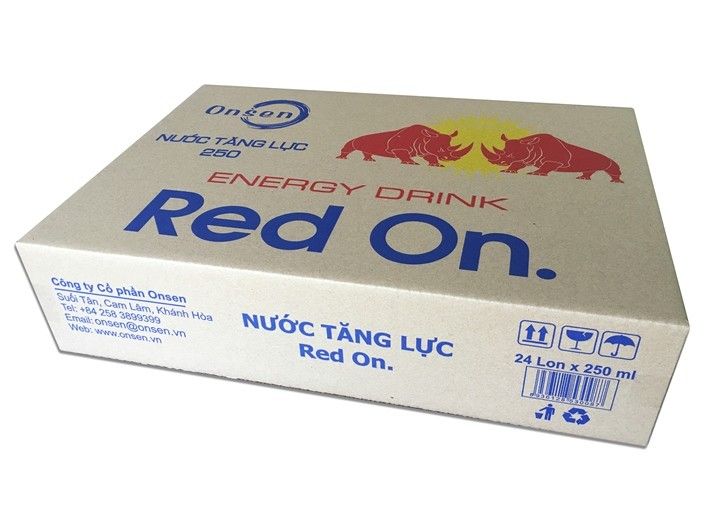 Onsen
NƯỚC TĂNG LỰC
250
ENERGY DRINK
Red On.
Công ty Cổ phần Onsen
Suối Tân, Cam Lâm, Khánh Hòa
Tel: +84 258 3899399
Email: onsen@onsen.vn
Web: www.onsen.vn
NƯỚC TĂNG LỰC
Red On.
24 Lon x 250 ml